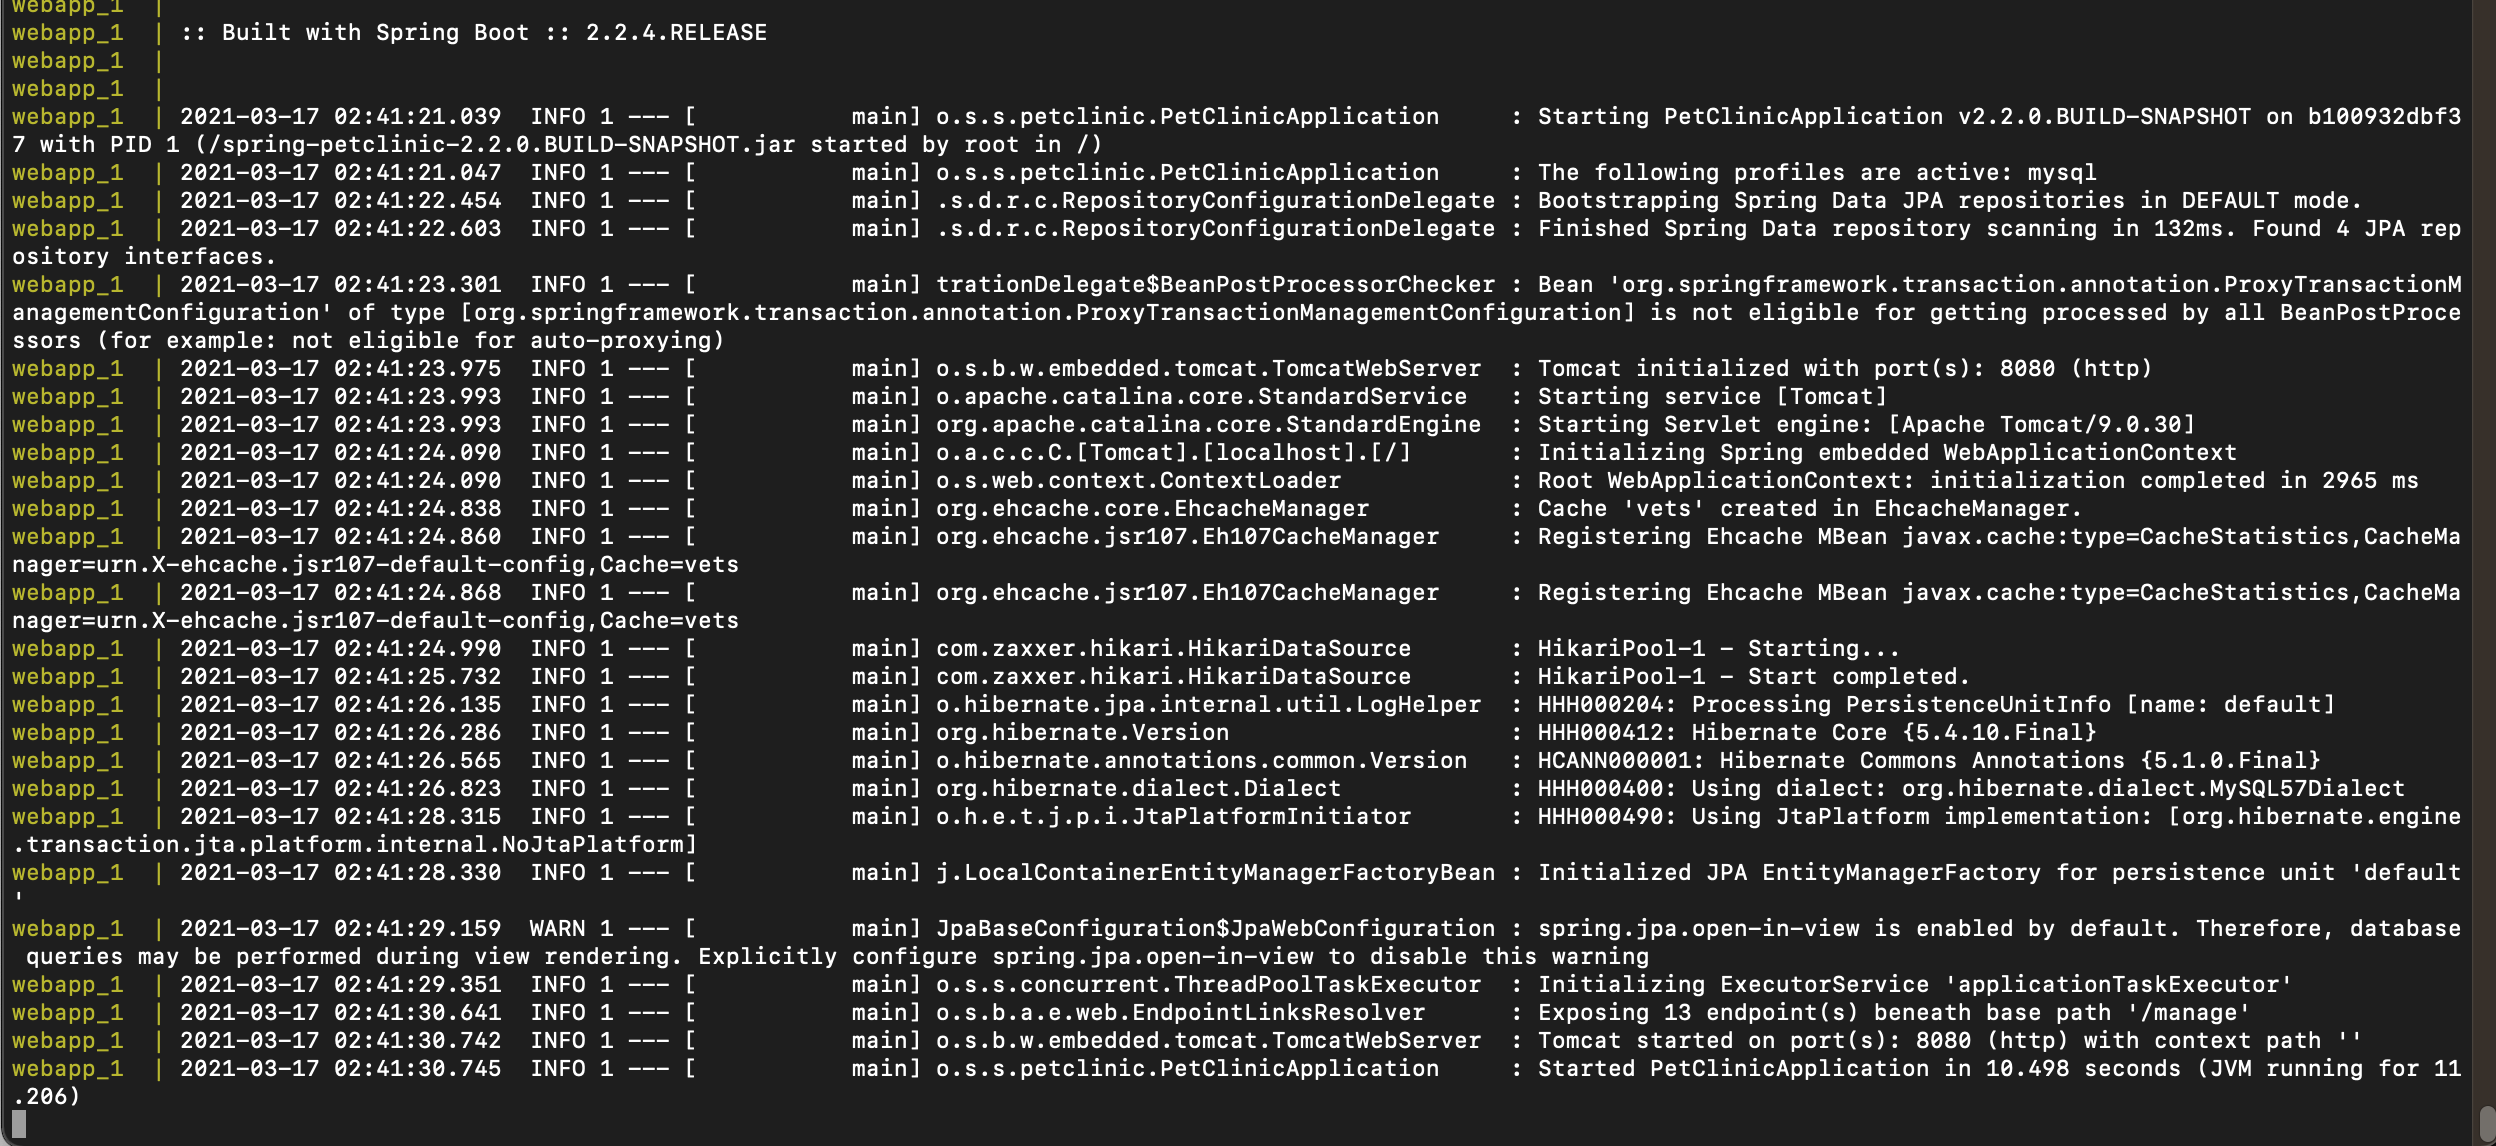 webapp_1  |
webapp_1  | :: Built with Spring Boot :: 2.2.4.RELEASE
webapp_1  |
webapp_1  |
webapp_1  | 2021-03-17 02:41:21.039  INFO 1 --- [           main] o.s.s.petclinic.PetClinicApplication     : Starting PetClinicApplication v2.2.0.BUILD-SNAPSHOT on b100932dbf3
7 with PID 1 (/spring-petclinic-2.2.0.BUILD-SNAPSHOT.jar started by root in /)
webapp_1  | 2021-03-17 02:41:21.047  INFO 1 --- [           main] o.s.s.petclinic.PetClinicApplication     : The following profiles are active: mysql
webapp_1  | 2021-03-17 02:41:22.454  INFO 1 --- [           main] .s.d.r.c.RepositoryConfigurationDelegate : Bootstrapping Spring Data JPA repositories in DEFAULT mode.
webapp_1  | 2021-03-17 02:41:22.603  INFO 1 --- [           main] .s.d.r.c.RepositoryConfigurationDelegate : Finished Spring Data repository scanning in 132ms. Found 4 JPA rep
ository interfaces.
webapp_1  | 2021-03-17 02:41:23.301  INFO 1 --- [           main] trationDelegate$BeanPostProcessorChecker : Bean 'org.springframework.transaction.annotation.ProxyTransactionM
anagementConfiguration' of type [org.springframework.transaction.annotation.ProxyTransactionManagementConfiguration] is not eligible for getting processed by all BeanPostProce
ssors (for example: not eligible for auto-proxying)
webapp_1  | 2021-03-17 02:41:23.975  INFO 1 --- [           main] o.s.b.w.embedded.tomcat.TomcatWebServer  : Tomcat initialized with port(s): 8080 (http)
webapp_1  | 2021-03-17 02:41:23.993  INFO 1 --- [           main] o.apache.catalina.core.StandardService   : Starting service [Tomcat]
webapp_1  | 2021-03-17 02:41:23.993  INFO 1 --- [           main] org.apache.catalina.core.StandardEngine  : Starting Servlet engine: [Apache Tomcat/9.0.30]
webapp_1  | 2021-03-17 02:41:24.090  INFO 1 --- [           main] o.a.c.c.C.[Tomcat].[localhost].[/]       : Initializing Spring embedded WebApplicationContext
webapp_1  | 2021-03-17 02:41:24.090  INFO 1 --- [           main] o.s.web.context.ContextLoader            : Root WebApplicationContext: initialization completed in 2965 ms
webapp_1  | 2021-03-17 02:41:24.838  INFO 1 --- [           main] org.ehcache.core.EhcacheManager          : Cache 'vets' created in EhcacheManager.
webapp_1  | 2021-03-17 02:41:24.860  INFO 1 --- [           main] org.ehcache.jsr107.Eh107CacheManager     : Registering Ehcache MBean javax.cache:type=CacheStatistics,CacheMa
nager=urn.X-ehcache.jsr107-default-config,Cache=vets
webapp_1  | 2021-03-17 02:41:24.868  INFO 1 --- [           main] org.ehcache.jsr107.Eh107CacheManager     : Registering Ehcache MBean javax.cache:type=CacheStatistics,CacheMa
nager=urn.X-ehcache.jsr107-default-config,Cache=vets
webapp_1  | 2021-03-17 02:41:24.990  INFO 1 --- [           main] com.zaxxer.hikari.HikariDataSource       : HikariPool-1 - Starting...
webapp_1  | 2021-03-17 02:41:25.732  INFO 1 --- [           main] com.zaxxer.hikari.HikariDataSource       : HikariPool-1 - Start completed.
webapp_1  | 2021-03-17 02:41:26.135  INFO 1 --- [           main] o.hibernate.jpa.internal.util.LogHelper  : HHH000204: Processing PersistenceUnitInfo [name: default]
webapp_1  | 2021-03-17 02:41:26.286  INFO 1 --- [           main] org.hibernate.Version                    : HHH000412: Hibernate Core {5.4.10.Final}
webapp_1  | 2021-03-17 02:41:26.565  INFO 1 --- [           main] o.hibernate.annotations.common.Version   : HCANN000001: Hibernate Commons Annotations {5.1.0.Final}
webapp_1  | 2021-03-17 02:41:26.823  INFO 1 --- [           main] org.hibernate.dialect.Dialect            : HHH000400: Using dialect: org.hibernate.dialect.MySQL57Dialect
webapp_1  | 2021-03-17 02:41:28.315  INFO 1 --- [           main] o.h.e.t.j.p.i.JtaPlatformInitiator       : HHH000490: Using JtaPlatform implementation: [org.hibernate.engine
.transaction.jta.platform.internal.NoJtaPlatform]
webapp_1  | 2021-03-17 02:41:28.330  INFO 1 --- [           main] j.LocalContainerEntityManagerFactoryBean : Initialized JPA EntityManagerFactory for persistence unit 'default
'
webapp_1  | 2021-03-17 02:41:29.159  WARN 1 --- [           main] JpaBaseConfiguration$JpaWebConfiguration : spring.jpa.open-in-view is enabled by default. Therefore, database
 queries may be performed during view rendering. Explicitly configure spring.jpa.open-in-view to disable this warning
webapp_1  | 2021-03-17 02:41:29.351  INFO 1 --- [           main] o.s.s.concurrent.ThreadPoolTaskExecutor  : Initializing ExecutorService 'applicationTaskExecutor'
webapp_1  | 2021-03-17 02:41:30.641  INFO 1 --- [           main] o.s.b.a.e.web.EndpointLinksResolver      : Exposing 13 endpoint(s) beneath base path '/manage'
webapp_1  | 2021-03-17 02:41:30.742  INFO 1 --- [           main] o.s.b.w.embedded.tomcat.TomcatWebServer  : Tomcat started on port(s): 8080 (http) with context path ''
webapp_1  | 2021-03-17 02:41:30.745  INFO 1 --- [           main] o.s.s.petclinic.PetClinicApplication     : Started PetClinicApplication in 10.498 seconds (JVM running for 11
.206)